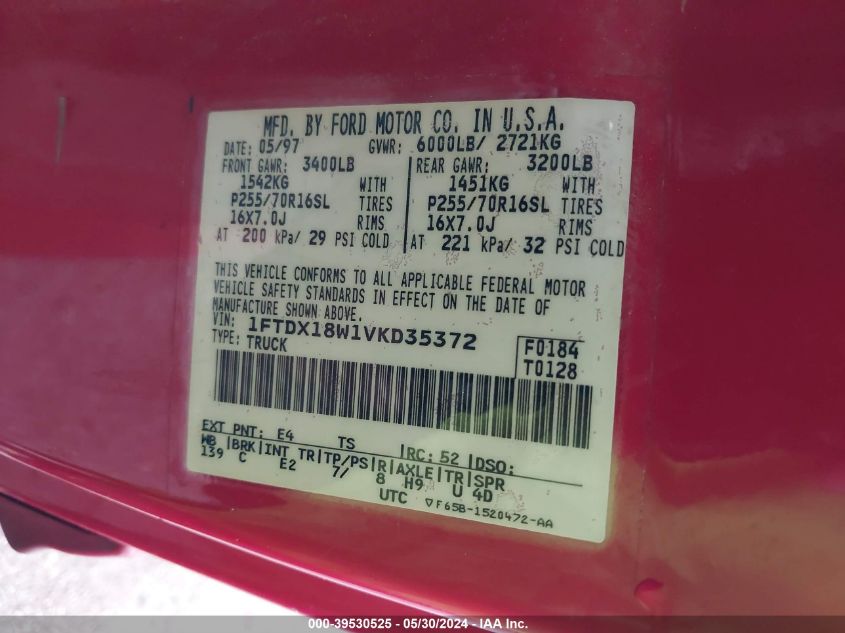 MFD. BY FORD MOTOR CO. IN U.S.A.
DATE: 05/97 GVWR: 6000LB/ 2721KG
FRONT GAWR: 3400LB REAR GAWR: 3200LB
1542KG WITH 1451KG WITH
P255/70R16SL TIRES P255/70R16SL TIRES
16X7.0J RIMS 16X7.0J RIMS
AT 200 kPa/ 29 PSI COLD AT 221 kPa/ 32 PSI COLD
THIS VEHICLE CONFORMS TO ALL APPLICABLE FEDERAL MOTOR
VEHICLE SAFETY STANDARDS IN EFFECT ON THE DATE OF
MANUFACTURE SHOWN ABOVE.
VIN: 1FTDX18W1VKD35372 F0184
TYPE: TRUCK T0128
EXT PNT: E4 TS RC: 52 DSO:
WB BRK INT TR TP/PS R AXLE TR SPR
139 C E2 7/ 8 H9 U 4D
UTC ▽F65B-1520472-AA
000-39530525 - 05/30/2024 - IAA Inc.